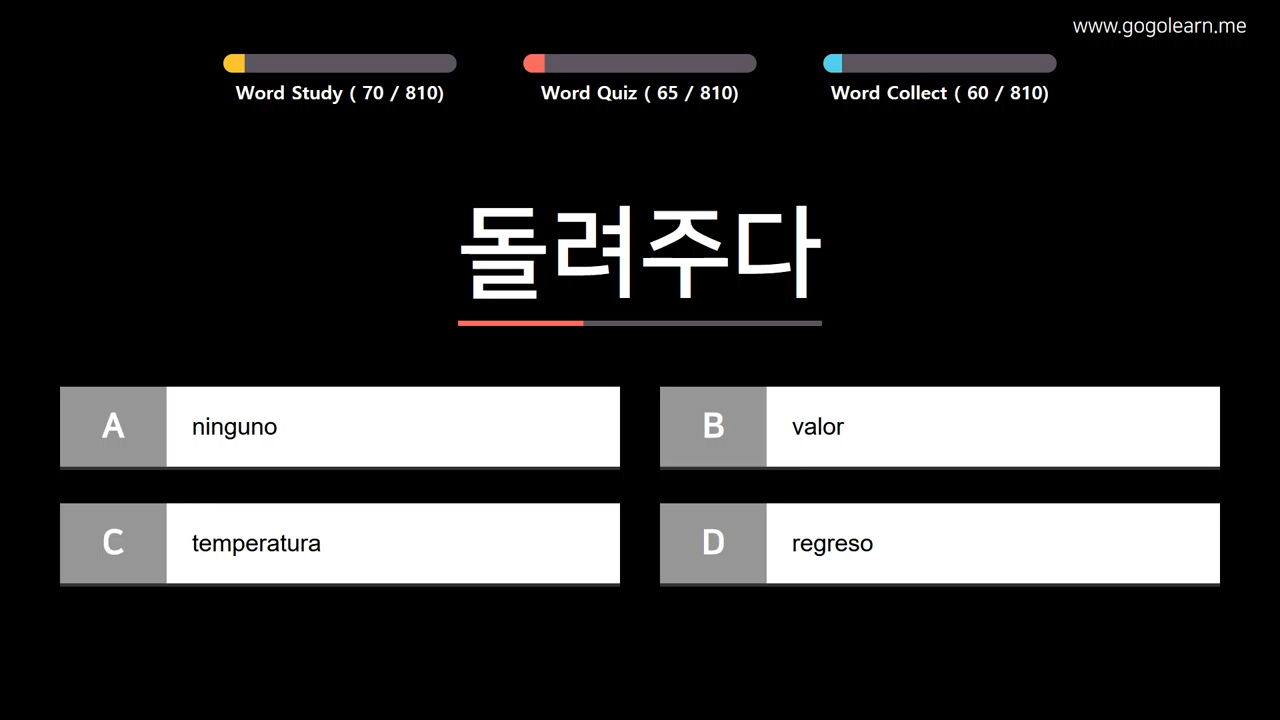 www.gogolearn.me
Word Study ( 70 / 810)
Word Quiz ( 65 / 810)
Word Collect ( 60 / 810)
돌려주다
A ninguno
B valor
C temperatura
D regreso